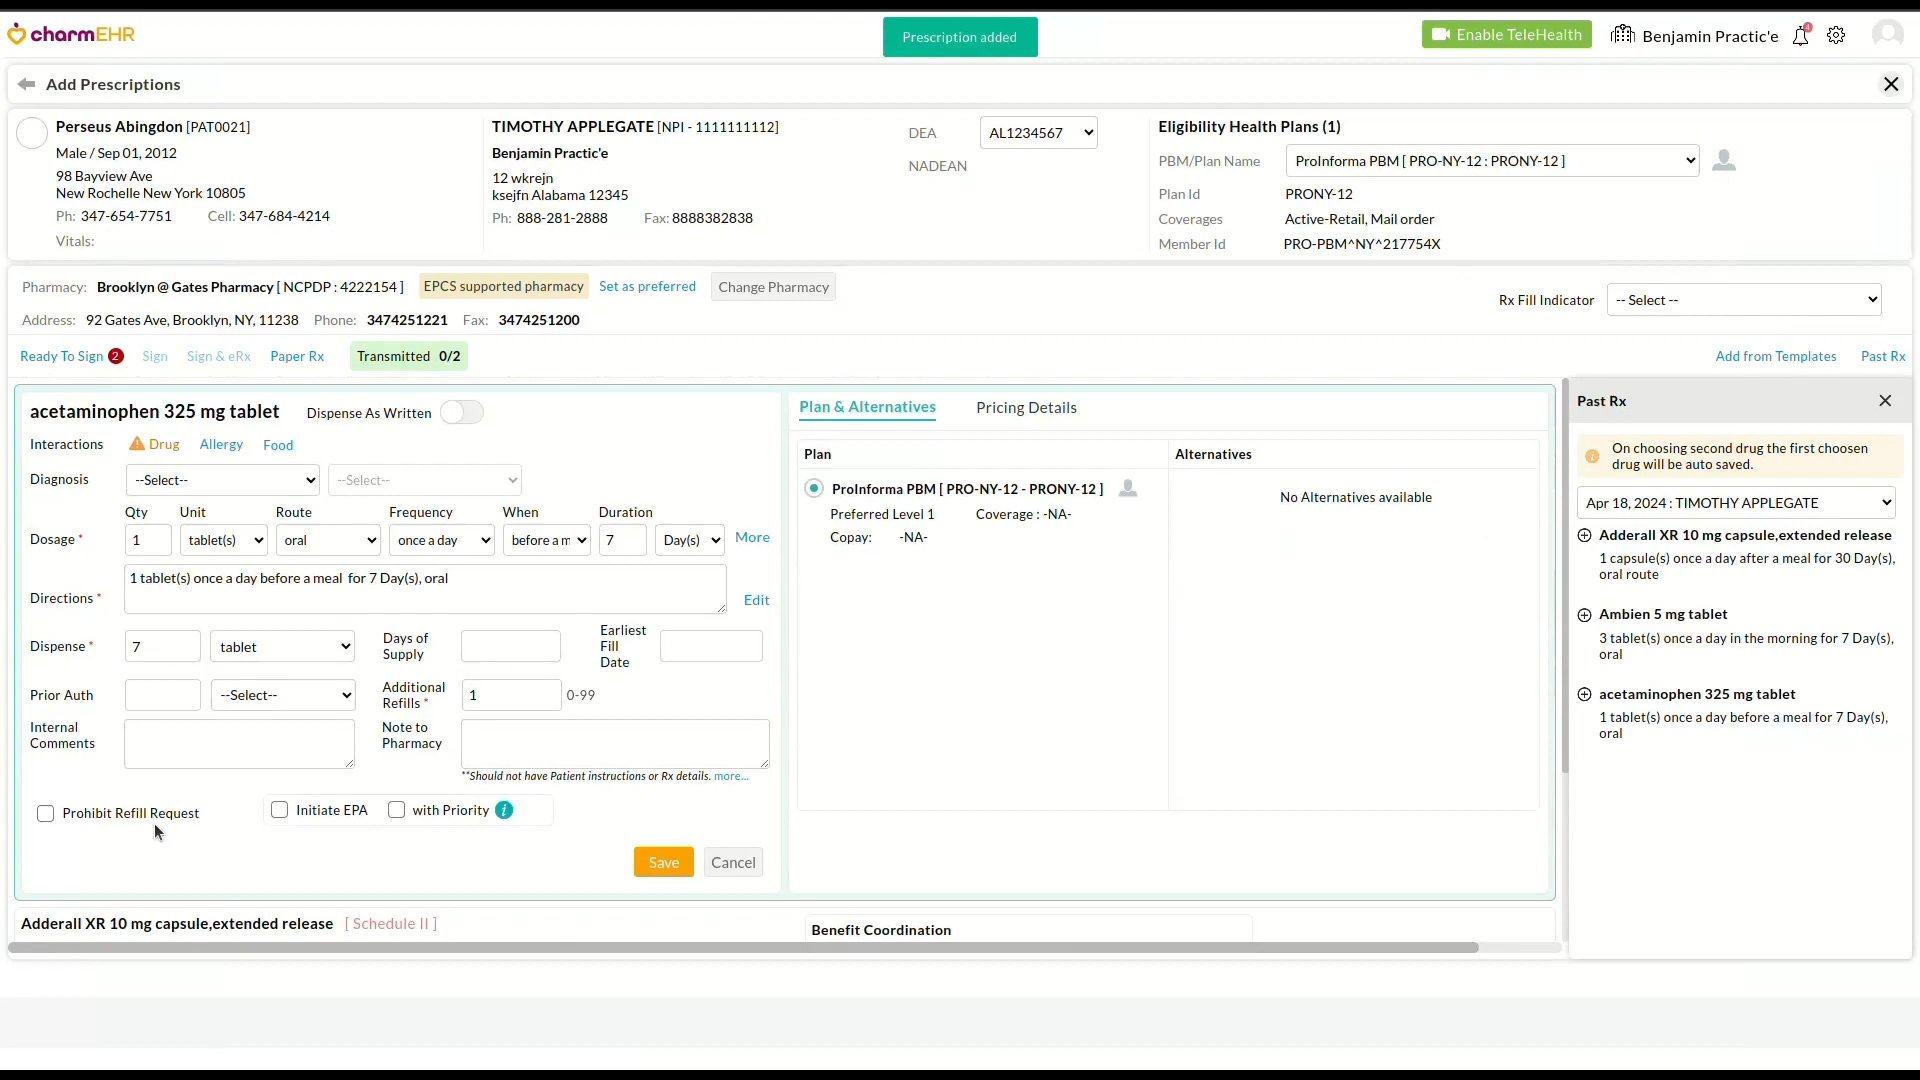 charmEHR
Prescription added
Enable TeleHealth
Benjamin Practic'e
4
Add Prescriptions
Perseus Abingdon [PAT0021]
Male / Sep 01, 2012
98 Bayview Ave
New Rochelle New York 10805
Ph: 347-654-7751 Cell: 347-684-4214
Vitals:
TIMOTHY APPLEGATE [NPI - 1111111112]
Benjamin Practic'e
12 wkrejn
ksejfn Alabama 12345
Ph: 888-281-2888 Fax: 8888382838
DEA AL1234567
NADEAN
Eligibility Health Plans (1)
PBM/Plan Name ProInforma PBM [ PRO-NY-12 : PRONY-12 ]
Plan Id PRONY-12
Coverages Active-Retail, Mail order
Member Id PRO-PBM^NY^217754X
Pharmacy: Brooklyn @ Gates Pharmacy [ NCPDP : 4222154 ] EPCS supported pharmacy Set as preferred Change Pharmacy
Address: 92 Gates Ave, Brooklyn, NY, 11238 Phone: 3474251221 Fax: 3474251200
Rx Fill Indicator -- Select --
Ready To Sign 2 Sign Sign & eRx Paper Rx Transmitted 0/2
Add from Templates Past Rx
acetaminophen 325 mg tablet Dispense As Written
Interactions Drug Allergy Food
Diagnosis --Select-- --Select--
Qty Unit Route Frequency When Duration
Dosage * 1 tablet(s) oral once a day before a m 7 Day(s) More
Directions * 1 tablet(s) once a day before a meal for 7 Day(s), oral
Edit
Dispense * 7 tablet Days of Supply Earliest Fill Date
Prior Auth --Select-- Additional Refills * 1 0-99
Internal Comments Note to Pharmacy
**Should not have Patient instructions or Rx details. more...
Prohibit Refill Request Initiate EPA with Priority i
Save Cancel
Plan & Alternatives Pricing Details
Plan Alternatives
ProInforma PBM [ PRO-NY-12 - PRONY-12 ]
Preferred Level 1 Coverage : -NA-
Copay: -NA-
No Alternatives available
Adderall XR 10 mg capsule,extended release [ Schedule II ]
Benefit Coordination
Past Rx
On choosing second drug the first choosen
drug will be auto saved.
Apr 18, 2024 : TIMOTHY APPLEGATE
Adderall XR 10 mg capsule,extended release
1 capsule(s) once a day after a meal for 30 Day(s),
oral route
Ambien 5 mg tablet
3 tablet(s) once a day in the morning for 7 Day(s),
oral
acetaminophen 325 mg tablet
1 tablet(s) once a day before a meal for 7 Day(s),
oral